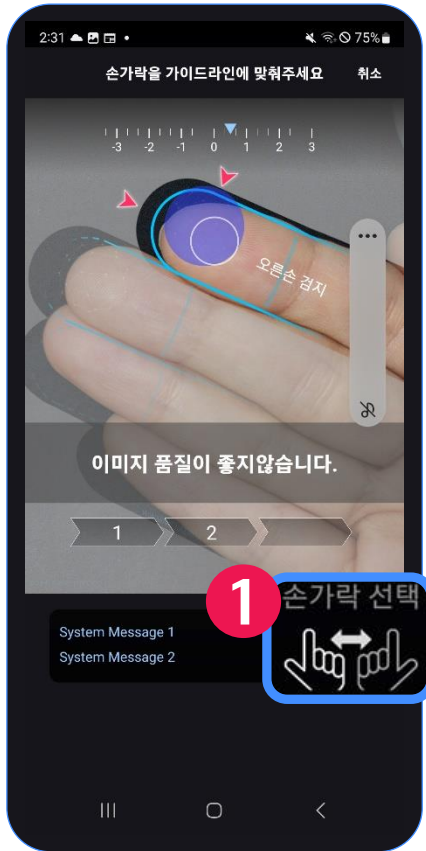 2:31
75%
손가락을 가이드라인에 맞춰주세요
취소
-3 -2 -1 0 1 2 3
오른손 검지
이미지 품질이 좋지않습니다.
1 2
1
손가락 선택
System Message 1
System Message 2